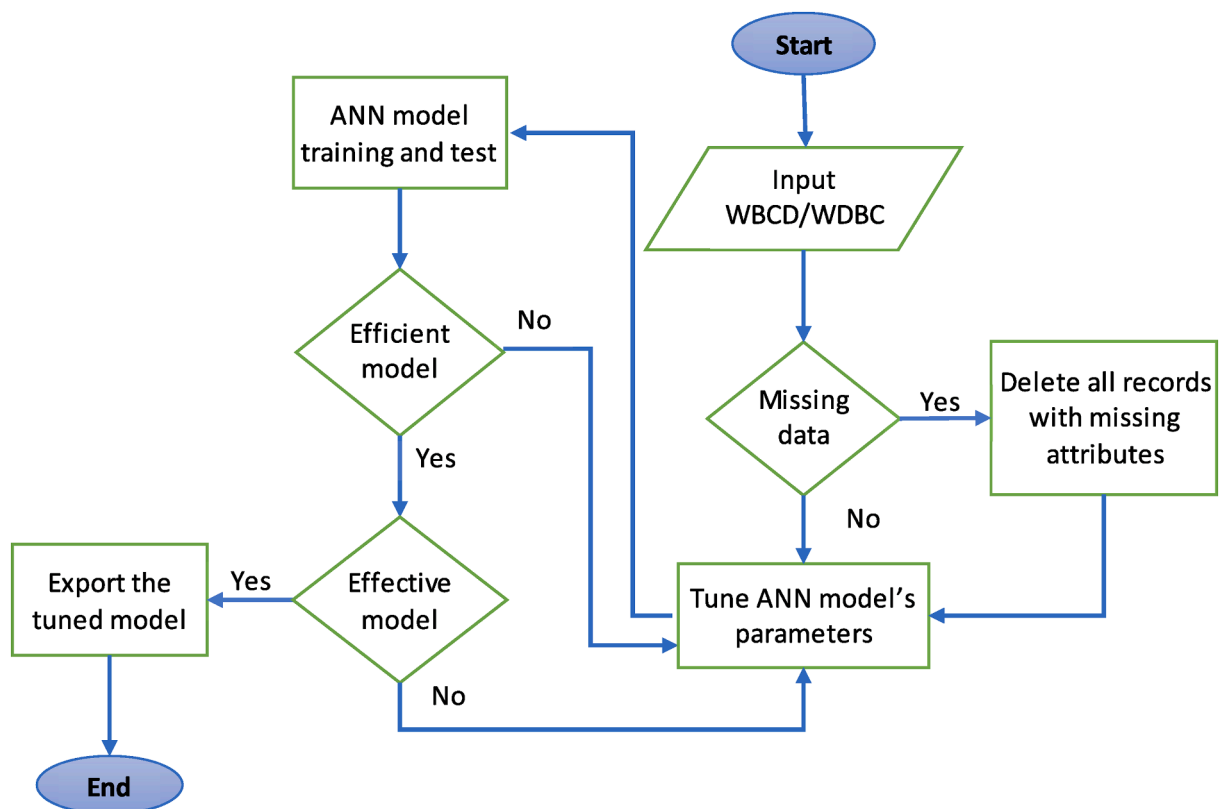 Start
Input
WBCD/WDBC
Missing
data
Yes
Delete all records
with missing
attributes
No
Tune ANN model’s
parameters
ANN model
training and test
Efficient
model
No
Yes
Effective
model
No
Yes
Export the
tuned model
End